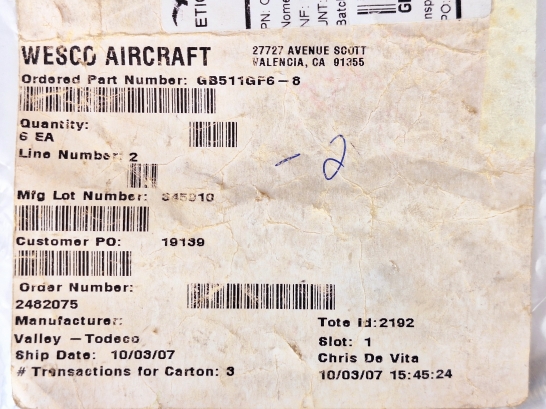 WESCO AIRCRAFT
27727 AVENUE SCOTT
VALENCIA, CA 91355
Ordered Part Number: GB511GF6-8
Quantity:
6 EA
Line Number: 2
- 2
Mfg Lot Number:
Customer PO: 19139
Order Number:
2482075
Manufacturer:
Valley - Todeco
Ship Date: 10/03/07
# Transactions for Carton: 3
Tote id:2192
Slot: 1
Chris De Vita
10/03/07 15:45:24